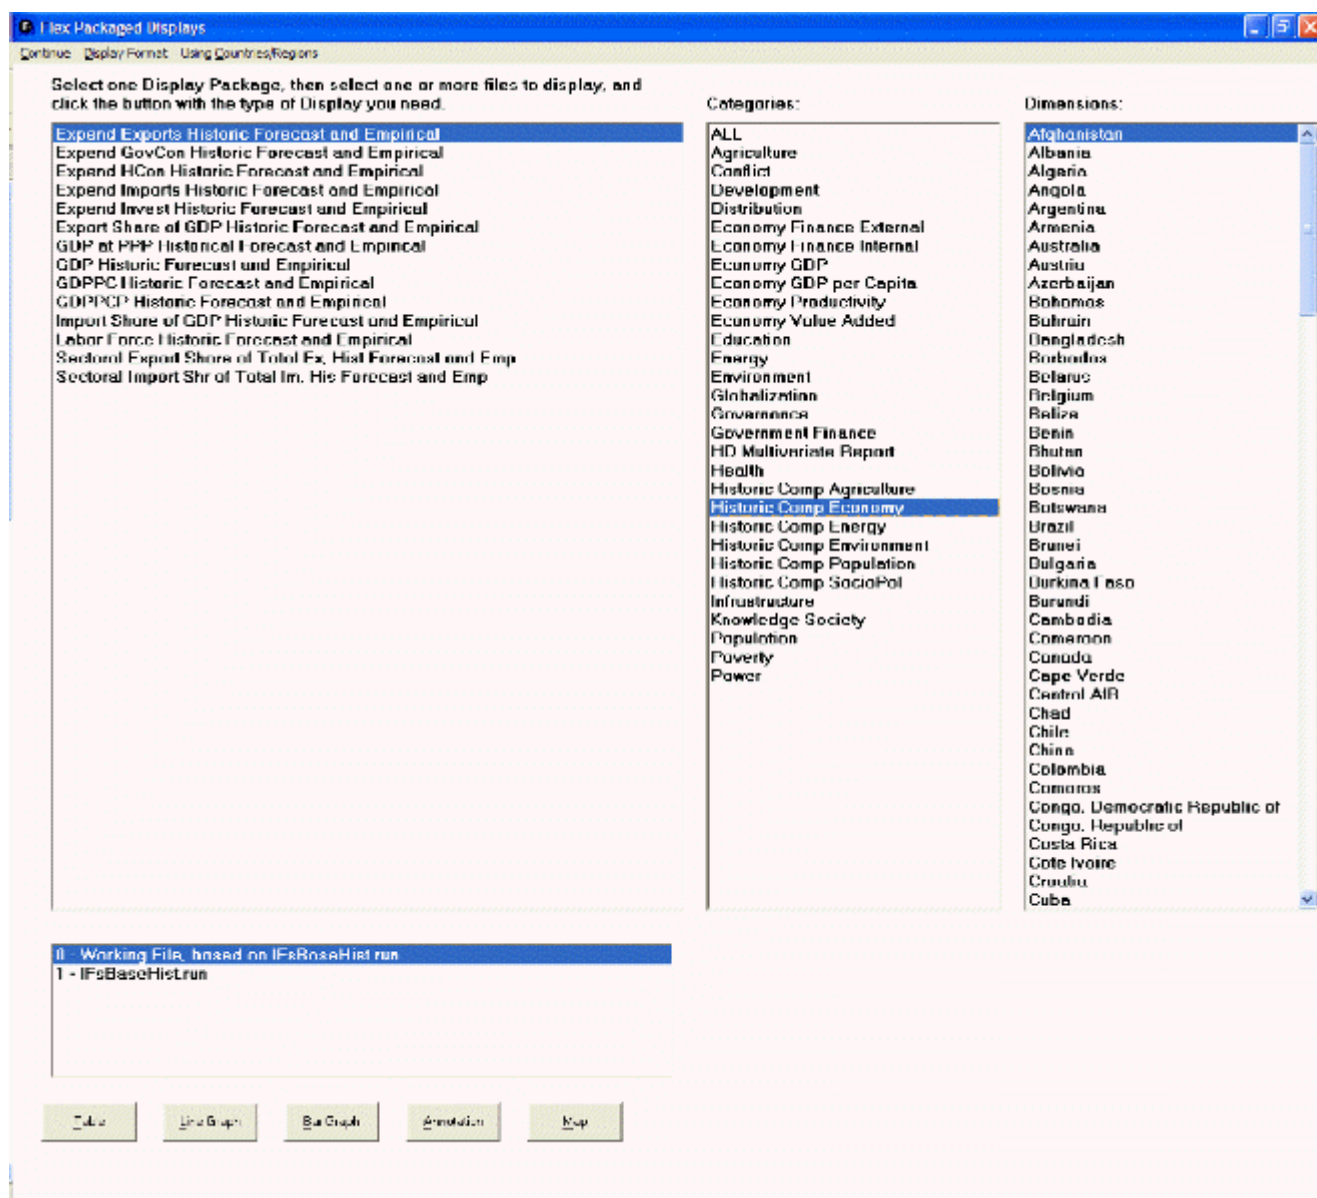 Flex Packaged Displays
Continue Display Format Using Countries/Regions
Select one Display Package, then select one or more files to display, and
click the button with the type of Display you need.
Categories:
Dimensions:
Expend Exports Historic Forecast and Empirical
Expend GovCon Historic Forecast and Empirical
Expend HCon Historic Forecast and Empirical
Expend Imports Historic Forecast and Empirical
Expend Invest Historic Forecast and Empirical
Export Share of GDP Historic Forecast and Empirical
GDP at PPP Historical Forecast and Empirical
GDP Historic Forecast and Empirical
GDPPC Historic Forecast and Empirical
GDPPCP Historic Forecast and Empirical
Import Share of GDP Historic Forecast and Empirical
Labor Force Historic Forecast and Empirical
Sectoral Export Share of Total Ex, Hist Forecast and Emp
Sectoral Import Shr of Total Im, His Forecast and Emp
ALL
Agriculture
Conflict
Development
Distribution
Economy Finance External
Economy Finance Internal
Economy GDP
Economy GDP per Capita
Economy Productivity
Economy Value Added
Education
Energy
Environment
Globalization
Governance
Government Finance
HD Multivariate Report
Health
Historic Comp Agriculture
Historic Comp Economy
Historic Comp Energy
Historic Comp Environment
Historic Comp Population
Historic Comp SocioPol
Infrastructure
Knowledge Society
Population
Poverty
Power
Afghanistan
Albania
Algeria
Angola
Argentina
Armenia
Australia
Austria
Azerbaijan
Bahamas
Bahrain
Bangladesh
Barbados
Belarus
Belgium
Belize
Benin
Bhutan
Bolivia
Bosnia
Botswana
Brazil
Brunei
Bulgaria
Burkina Faso
Burundi
Cambodia
Cameroon
Canada
Cape Verde
Central AfR
Chad
Chile
China
Colombia
Comoros
Congo, Democratic Republic of
Congo, Republic of
Costa Rica
Cote Ivoire
Croatia
Cuba
0 - Working File, based on IFsBaseHist.run
1 - IFsBaseHist.run
Table
Line Graph
Bar Graph
Annotation
Map